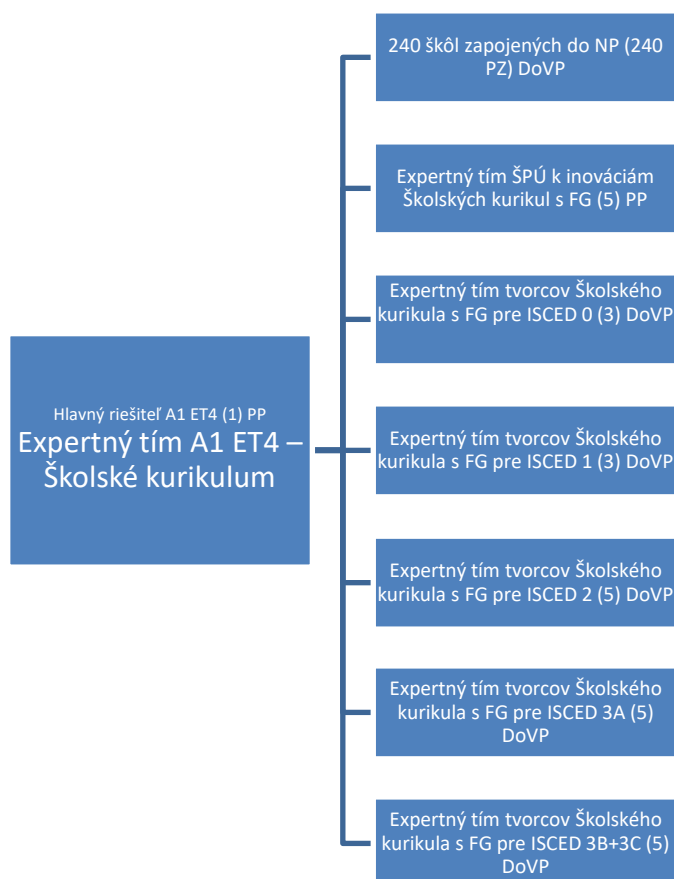 240 škôl zapojených do NP (240
PZ) DoVP
Expertný tím ŠPÚ k inováciám
Školských kurikul s FG (5) PP
Expertný tím tvorcov Školského
kurikula s FG pre ISCED 0 (3) DoVP
Hlavný riešiteľ A1 ET4 (1) PP
Expertný tím A1 ET4 –
Školské kurikulum
Expertný tím tvorcov Školského
kurikula s FG pre ISCED 1 (3) DoVP
Expertný tím tvorcov Školského
kurikula s FG pre ISCED 2 (5) DoVP
Expertný tím tvorcov Školského
kurikula s FG pre ISCED 3A (5)
DoVP
Expertný tím tvorcov Školského
kurikula s FG pre ISCED 3B+3C (5)
DoVP